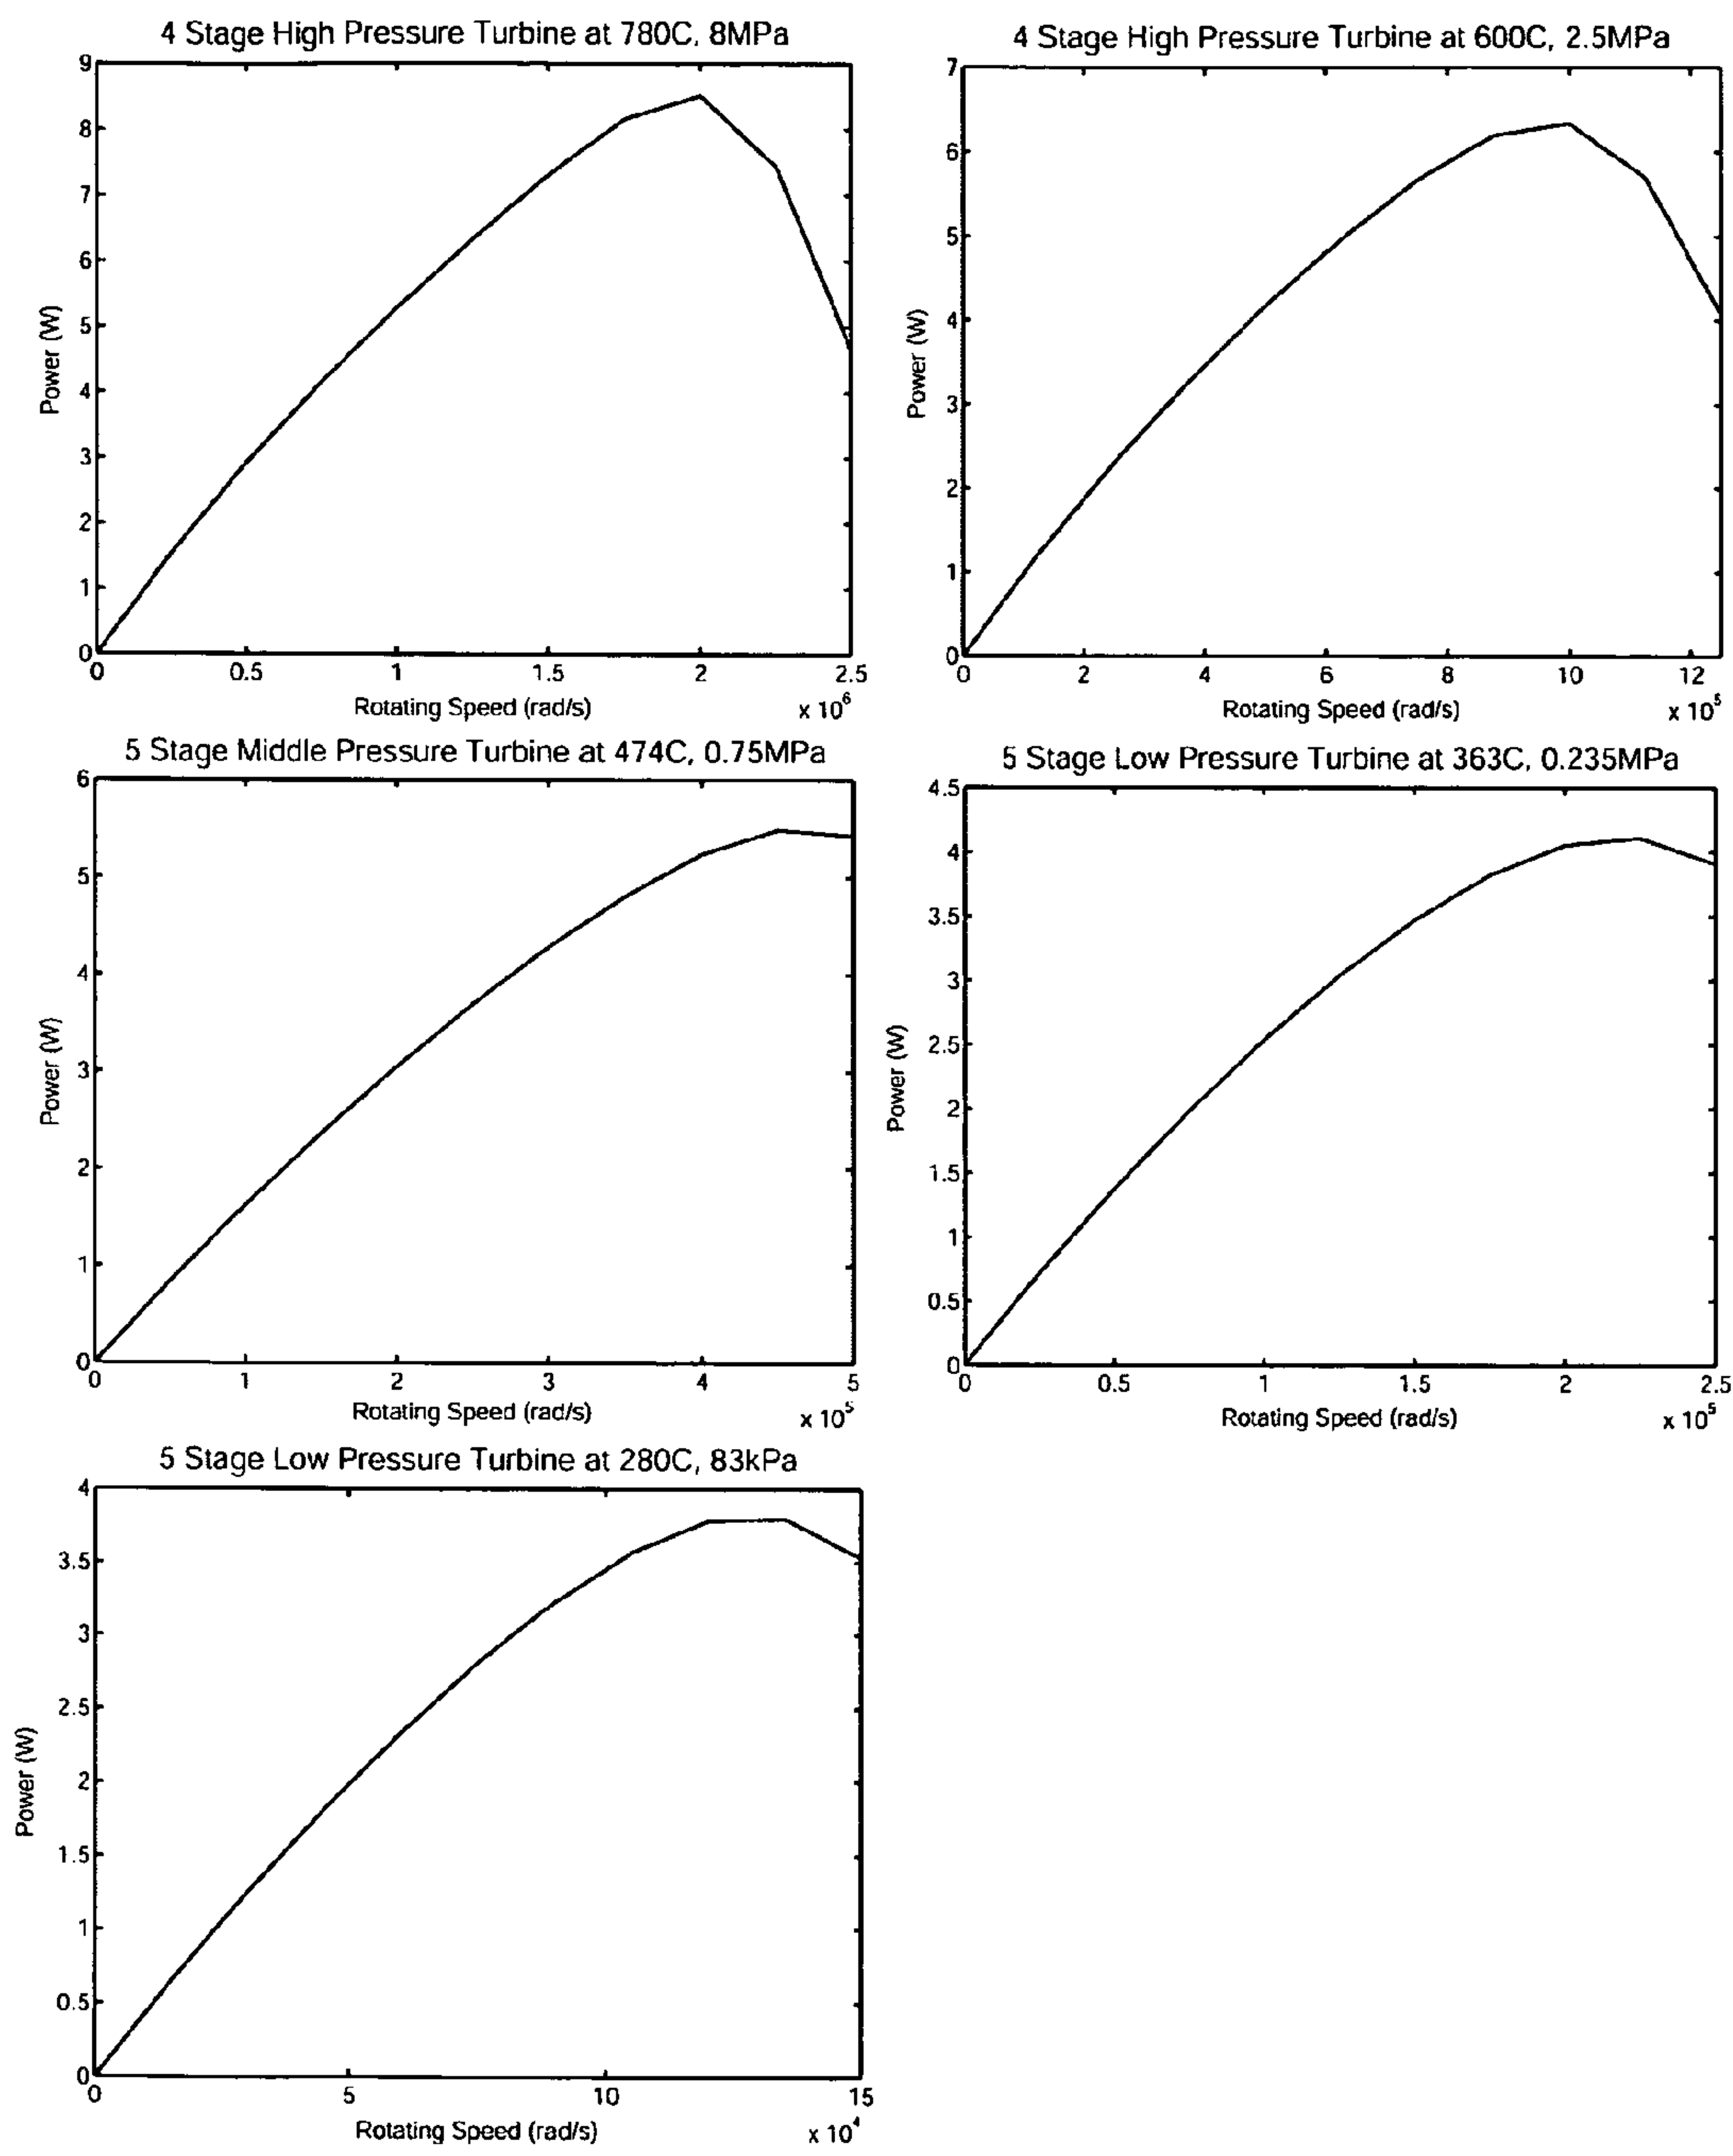 4 Stage High Pressure Turbine at 780C, 8MPa
9
8
7
6
5
4
3
2
1
0
Power (W)
0 0.5 1 1.5 2 2.5
Rotating Speed (rad/s) x 10^6
4 Stage High Pressure Turbine at 600C, 2.5MPa
7
6
5
4
3
2
1
0
Power (W)
0 2 4 6 8 10 12
Rotating Speed (rad/s) x 10^5
5 Stage Middle Pressure Turbine at 474C, 0.75MPa
6
5
4
3
2
1
0
Power (W)
0 1 2 3 4 5
Rotating Speed (rad/s) x 10^5
5 Stage Low Pressure Turbine at 363C, 0.235MPa
4.5
4
3.5
3
2.5
2
1.5
1
0.5
0
Power (W)
0 0.5 1 1.5 2 2.5
Rotating Speed (rad/s) x 10^5
5 Stage Low Pressure Turbine at 280C, 83kPa
4
3.5
3
2.5
2
1.5
1
0.5
0
Power (W)
0 5 10 15
Rotating Speed (rad/s) x 10^4